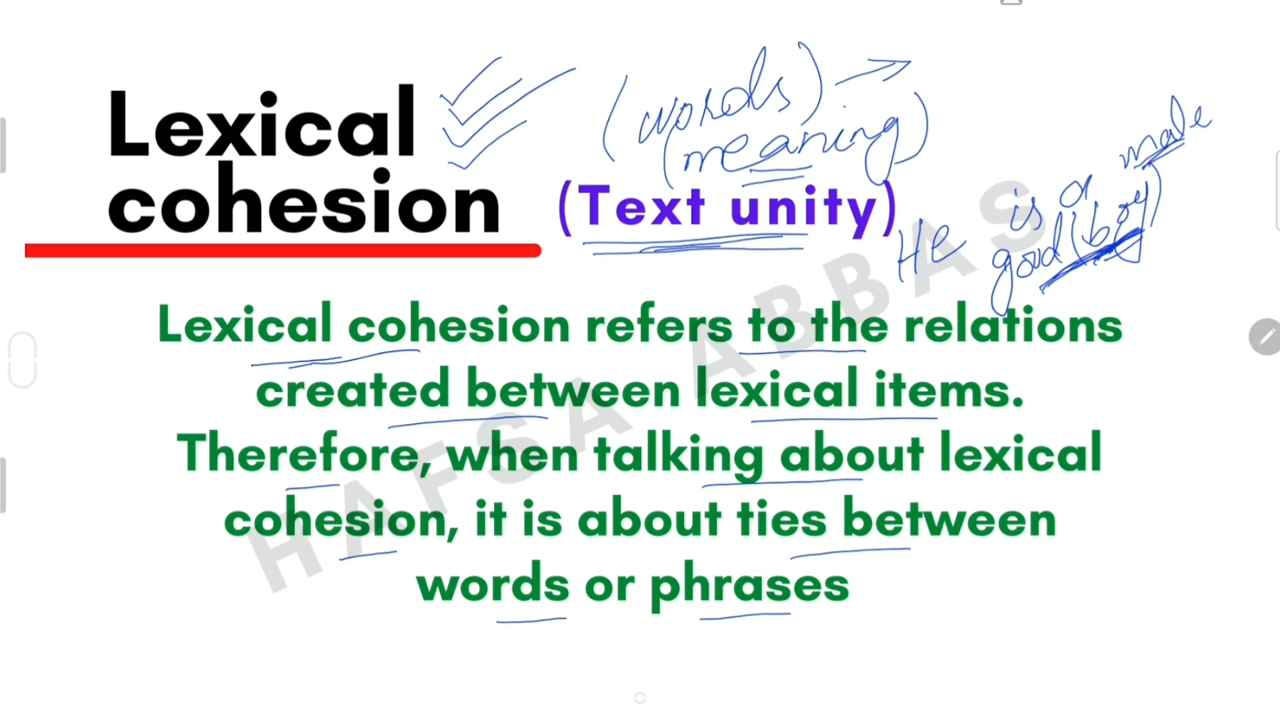 Lexical
cohesion
(words) →
(meaning)
(Text unity)
He is a
good (boy)
male
Lexical cohesion refers to the relations
created between lexical items.
Therefore, when talking about lexical
cohesion, it is about ties between
words or phrases
HAFSA ABBAS